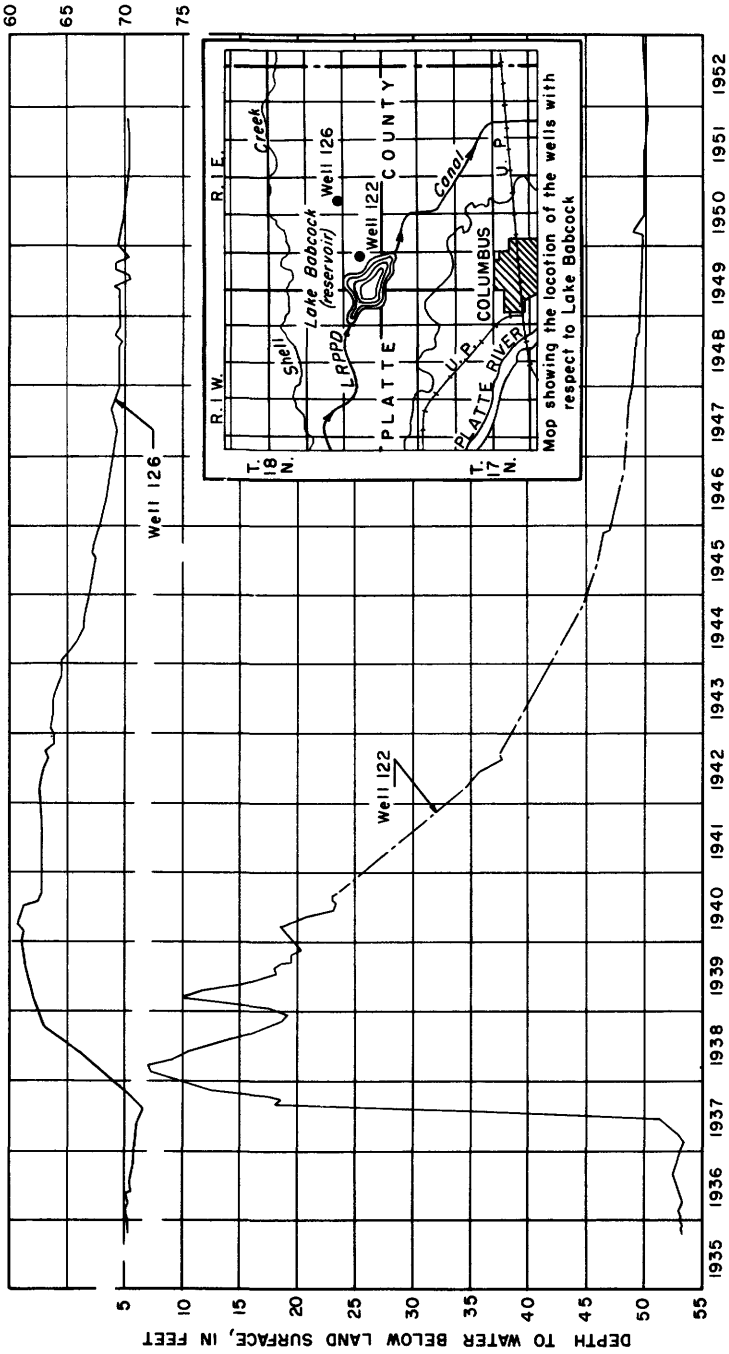 60
65
70
75
5
10
15
20
25
30
35
40
45
50
55
DEPTH TO WATER BELOW LAND SURFACE, IN FEET
1935
1936
1937
1938
1939
1940
1941
1942
1943
1944
1945
1946
1947
1948
1949
1950
1951
1952
Well 126
Well 122
R. I W.
R. I E.
T.
18
N.
T.
17
N.
Shell
Creek
Lake Babcock
(reservoir)
Well 126
Well 122
LRPPD
PLATTE
COUNTY
Canal
U. P.
U. P.
COLUMBUS
PLATTE RIVER
Map showing the location of the wells with
respect to Lake Babcock